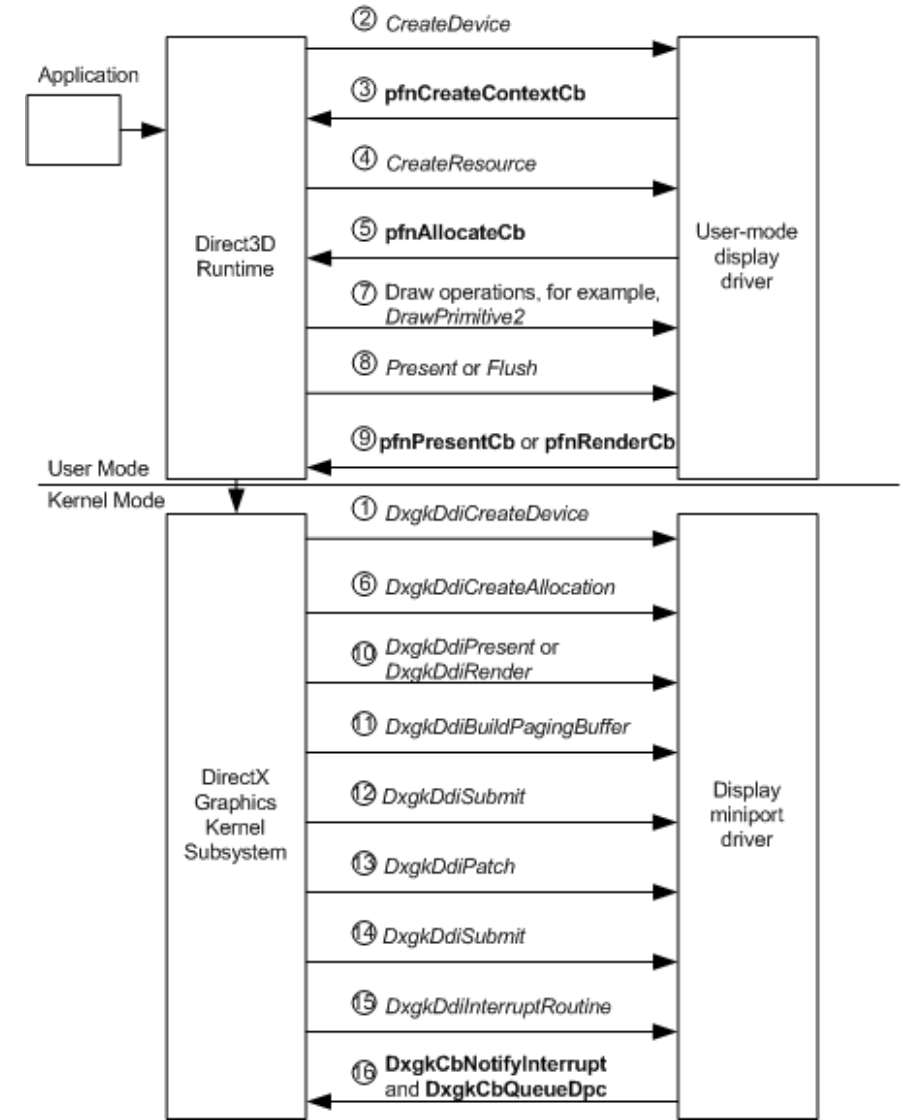 ② CreateDevice
Application
③ pfnCreateContextCb
④ CreateResource
⑤ pfnAllocateCb
Direct3D
Runtime
User-mode
display
driver
⑦ Draw operations, for example,
DrawPrimitive2
⑧ Present or Flush
⑨ pfnPresentCb or pfnRenderCb
User Mode
Kernel Mode
① DxgkDdiCreateDevice
⑥ DxgkDdiCreateAllocation
⑩ DxgkDdiPresent or
DxgkDdiRender
⑪ DxgkDdiBuildPagingBuffer
DirectX
Graphics
Kernel
Subsystem
⑫ DxgkDdiSubmit
Display
miniport
driver
⑬ DxgkDdiPatch
⑭ DxgkDdiSubmit
⑮ DxgkDdiInterruptRoutine
⑯ DxgkCbNotifyInterrupt
and DxgkCbQueueDpc